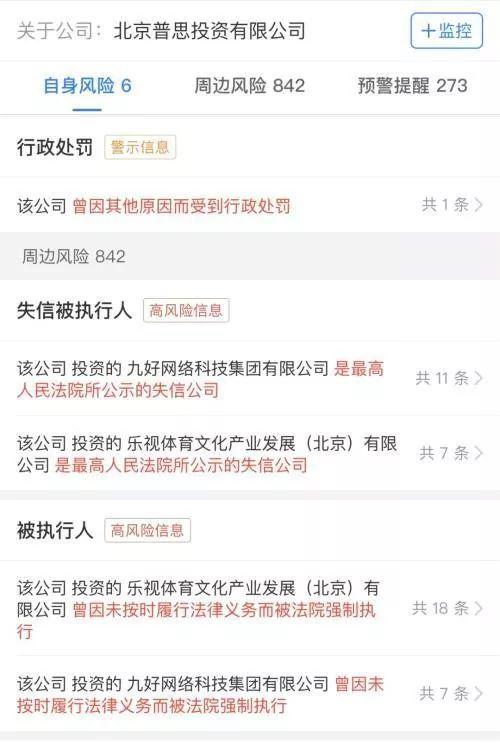 关于公司：北京普思投资有限公司 +监控
自身风险 6 周边风险 842 预警提醒 273
行政处罚 警示信息
该公司 曾因其他原因而受到行政处罚 共 1 条
周边风险 842
失信被执行人 高风险信息
该公司 投资的 九好网络科技集团有限公司 是最高
人民法院所公示的失信公司 共 11 条
该公司 投资的 乐视体育文化产业发展（北京）有限
公司 是最高人民法院所公示的失信公司 共 7 条
被执行人 高风险信息
该公司 投资的 乐视体育文化产业发展（北京）有
限公司 曾因未按时履行法律义务而被法院强制执 共 18 条
行
该公司 投资的 九好网络科技集团有限公司 曾因未
按时履行法律义务而被法院强制执行 共 7 条